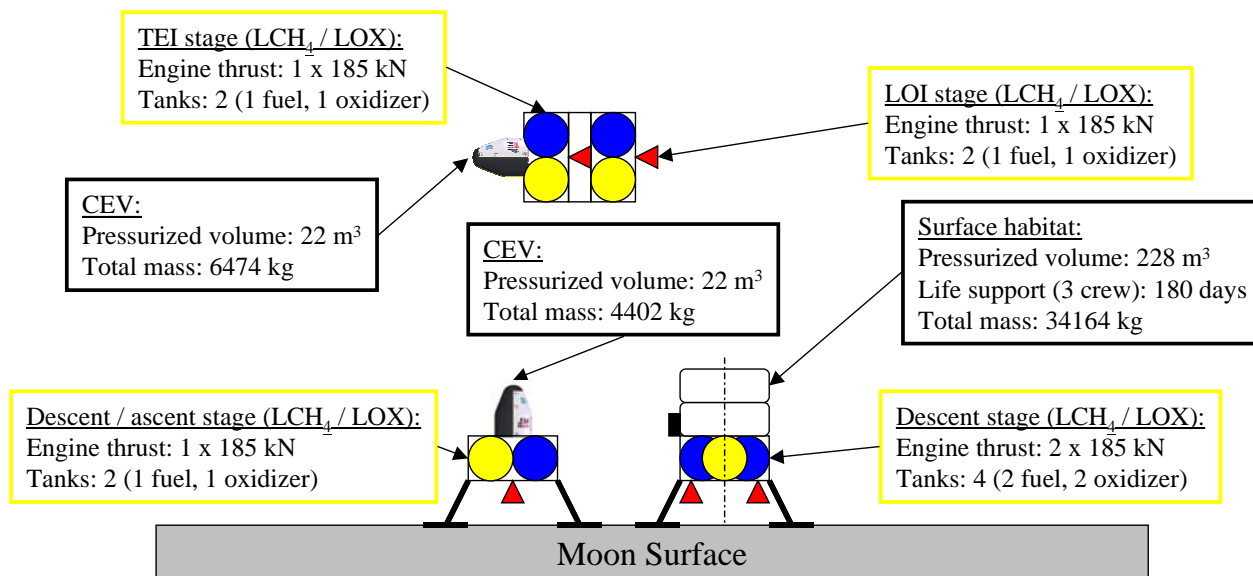 TEI stage (LCH4 / LOX):
Engine thrust: 1 x 185 kN
Tanks: 2 (1 fuel, 1 oxidizer)
LOI stage (LCH4 / LOX):
Engine thrust: 1 x 185 kN
Tanks: 2 (1 fuel, 1 oxidizer)
CEV:
Pressurized volume: 22 m³
Total mass: 6474 kg
CEV:
Pressurized volume: 22 m³
Total mass: 4402 kg
Surface habitat:
Pressurized volume: 228 m³
Life support (3 crew): 180 days
Total mass: 34164 kg
Descent / ascent stage (LCH4 / LOX):
Engine thrust: 1 x 185 kN
Tanks: 2 (1 fuel, 1 oxidizer)
Descent stage (LCH4 / LOX):
Engine thrust: 2 x 185 kN
Tanks: 4 (2 fuel, 2 oxidizer)
Moon Surface